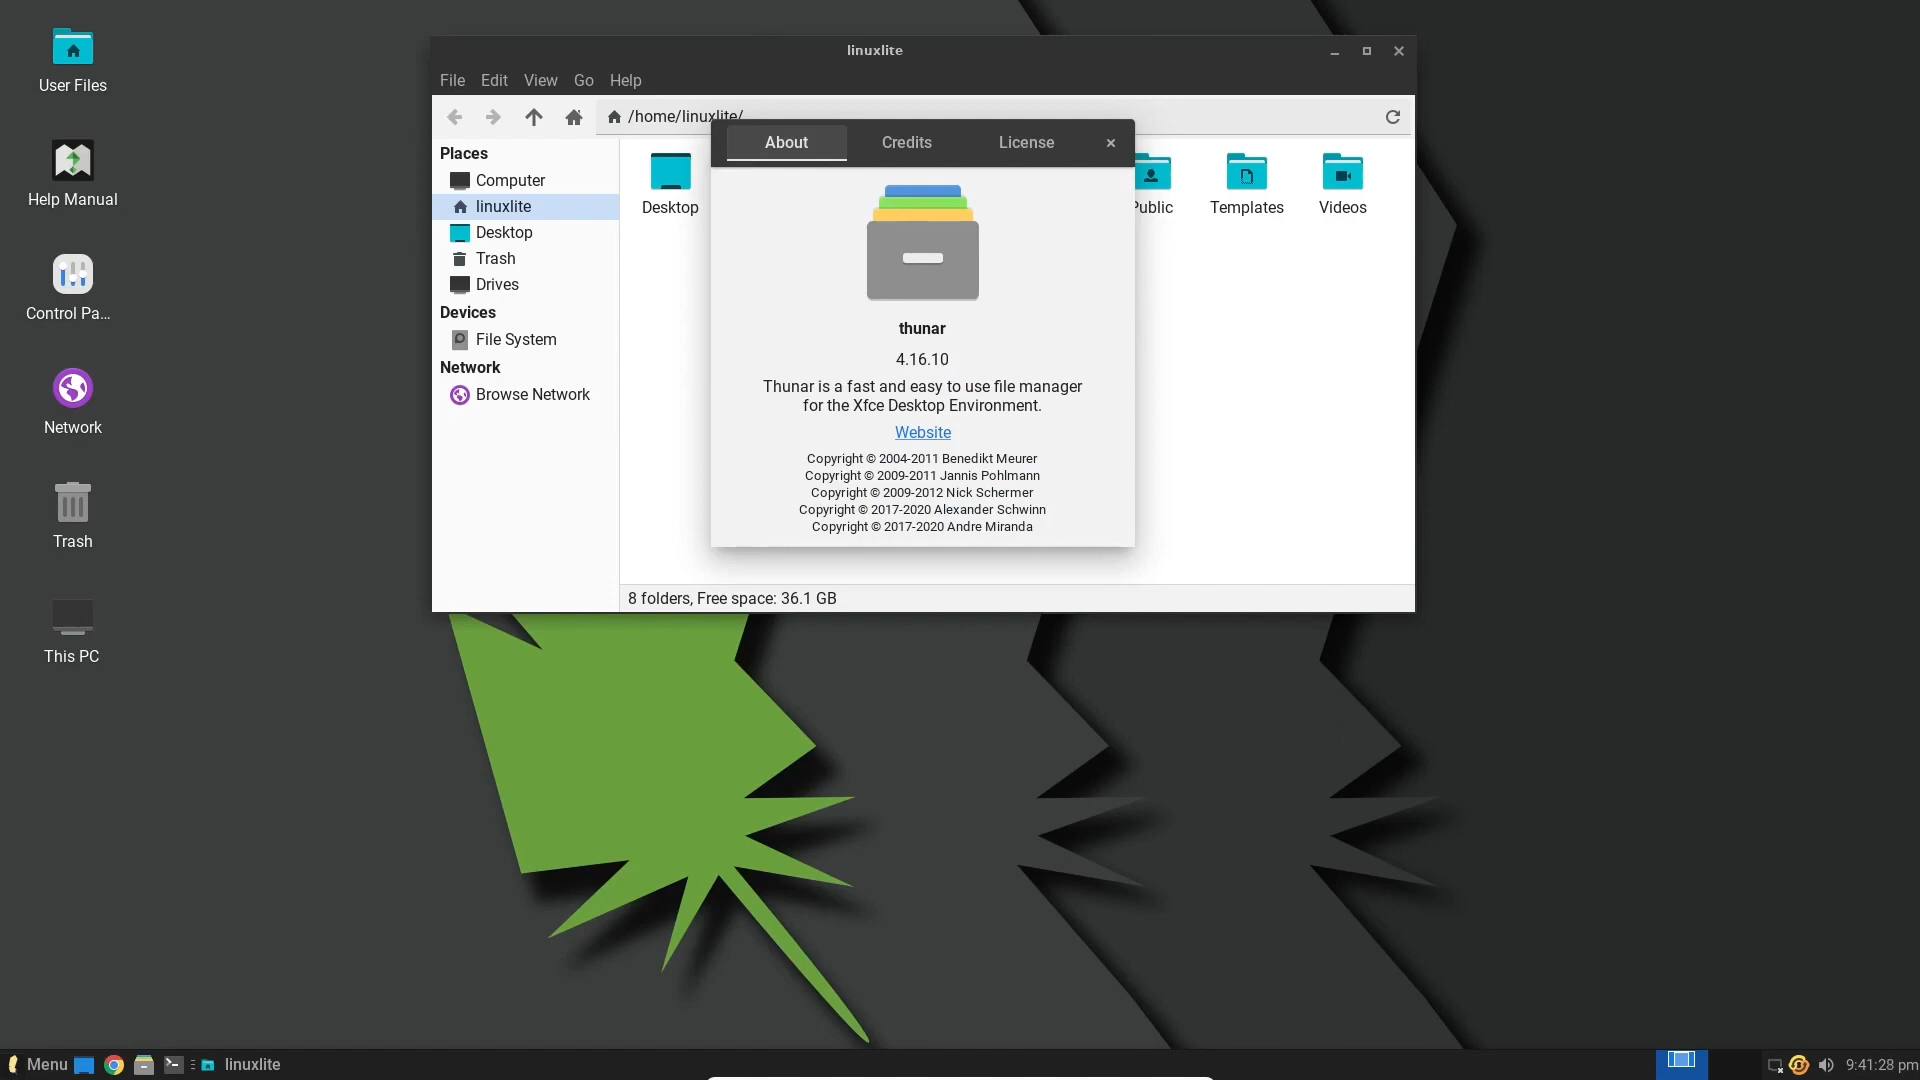 User Files
Help Manual
Control Pa...
Network
Trash
This PC
linuxlite
File Edit View Go Help
/home/linuxlite/
Places
Computer
linuxlite
Desktop
Trash
Drives
Devices
File System
Network
Browse Network
Desktop
Public
Templates
Videos
About Credits License
thunar
4.16.10
Thunar is a fast and easy to use file manager
for the Xfce Desktop Environment.
Website
Copyright © 2004-2011 Benedikt Meurer
Copyright © 2009-2011 Jannis Pohlmann
Copyright © 2009-2012 Nick Schermer
Copyright © 2017-2020 Alexander Schwinn
Copyright © 2017-2020 Andre Miranda
8 folders, Free space: 36.1 GB
Menu
linuxlite
9:41:28 pm